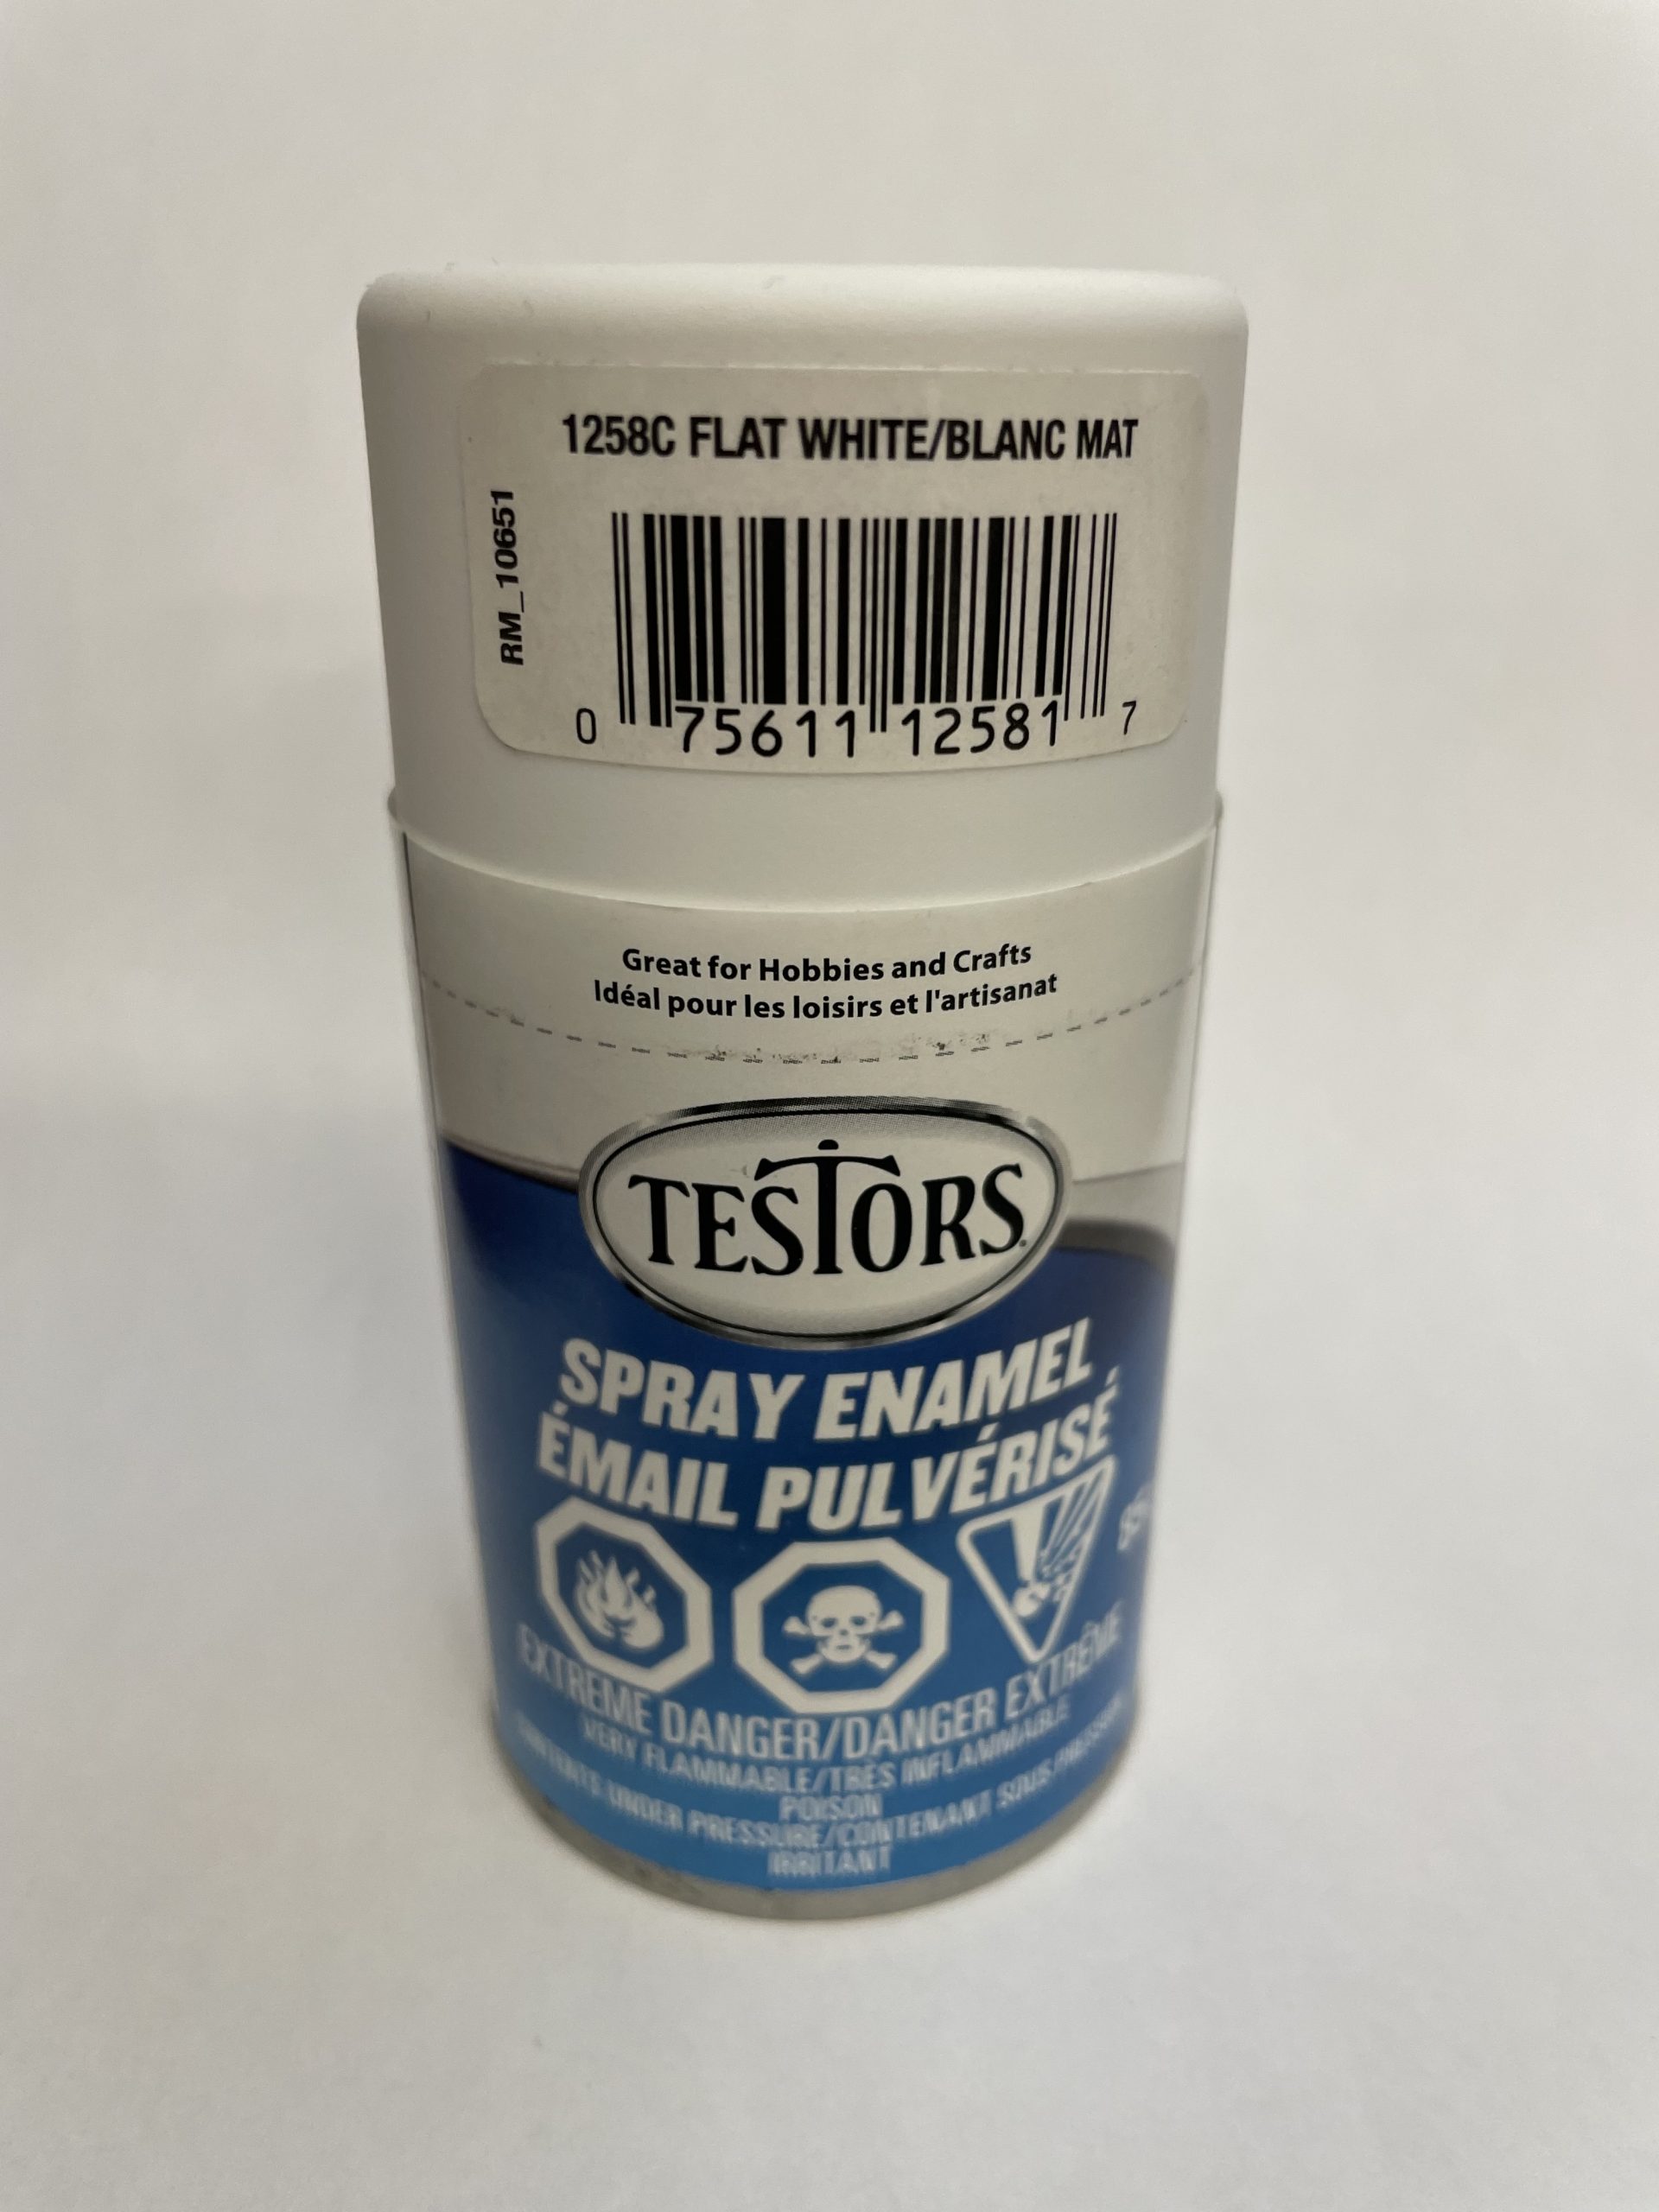 1258C FLAT WHITE/BLANC MAT
RM_10651
0 75611 12581 7
Great for Hobbies and Crafts
Idéal pour les loisirs et l'artisanat
TESTORS
SPRAY ENAMEL
ÉMAIL PULVÉRISÉ
EXTREME DANGER/DANGER EXTRÊME
VERY FLAMMABLE/TRÈS INFLAMMABLE
POISON
CONTENTS UNDER PRESSURE/CONTENANT SOUS PRESSION
IRRITANT